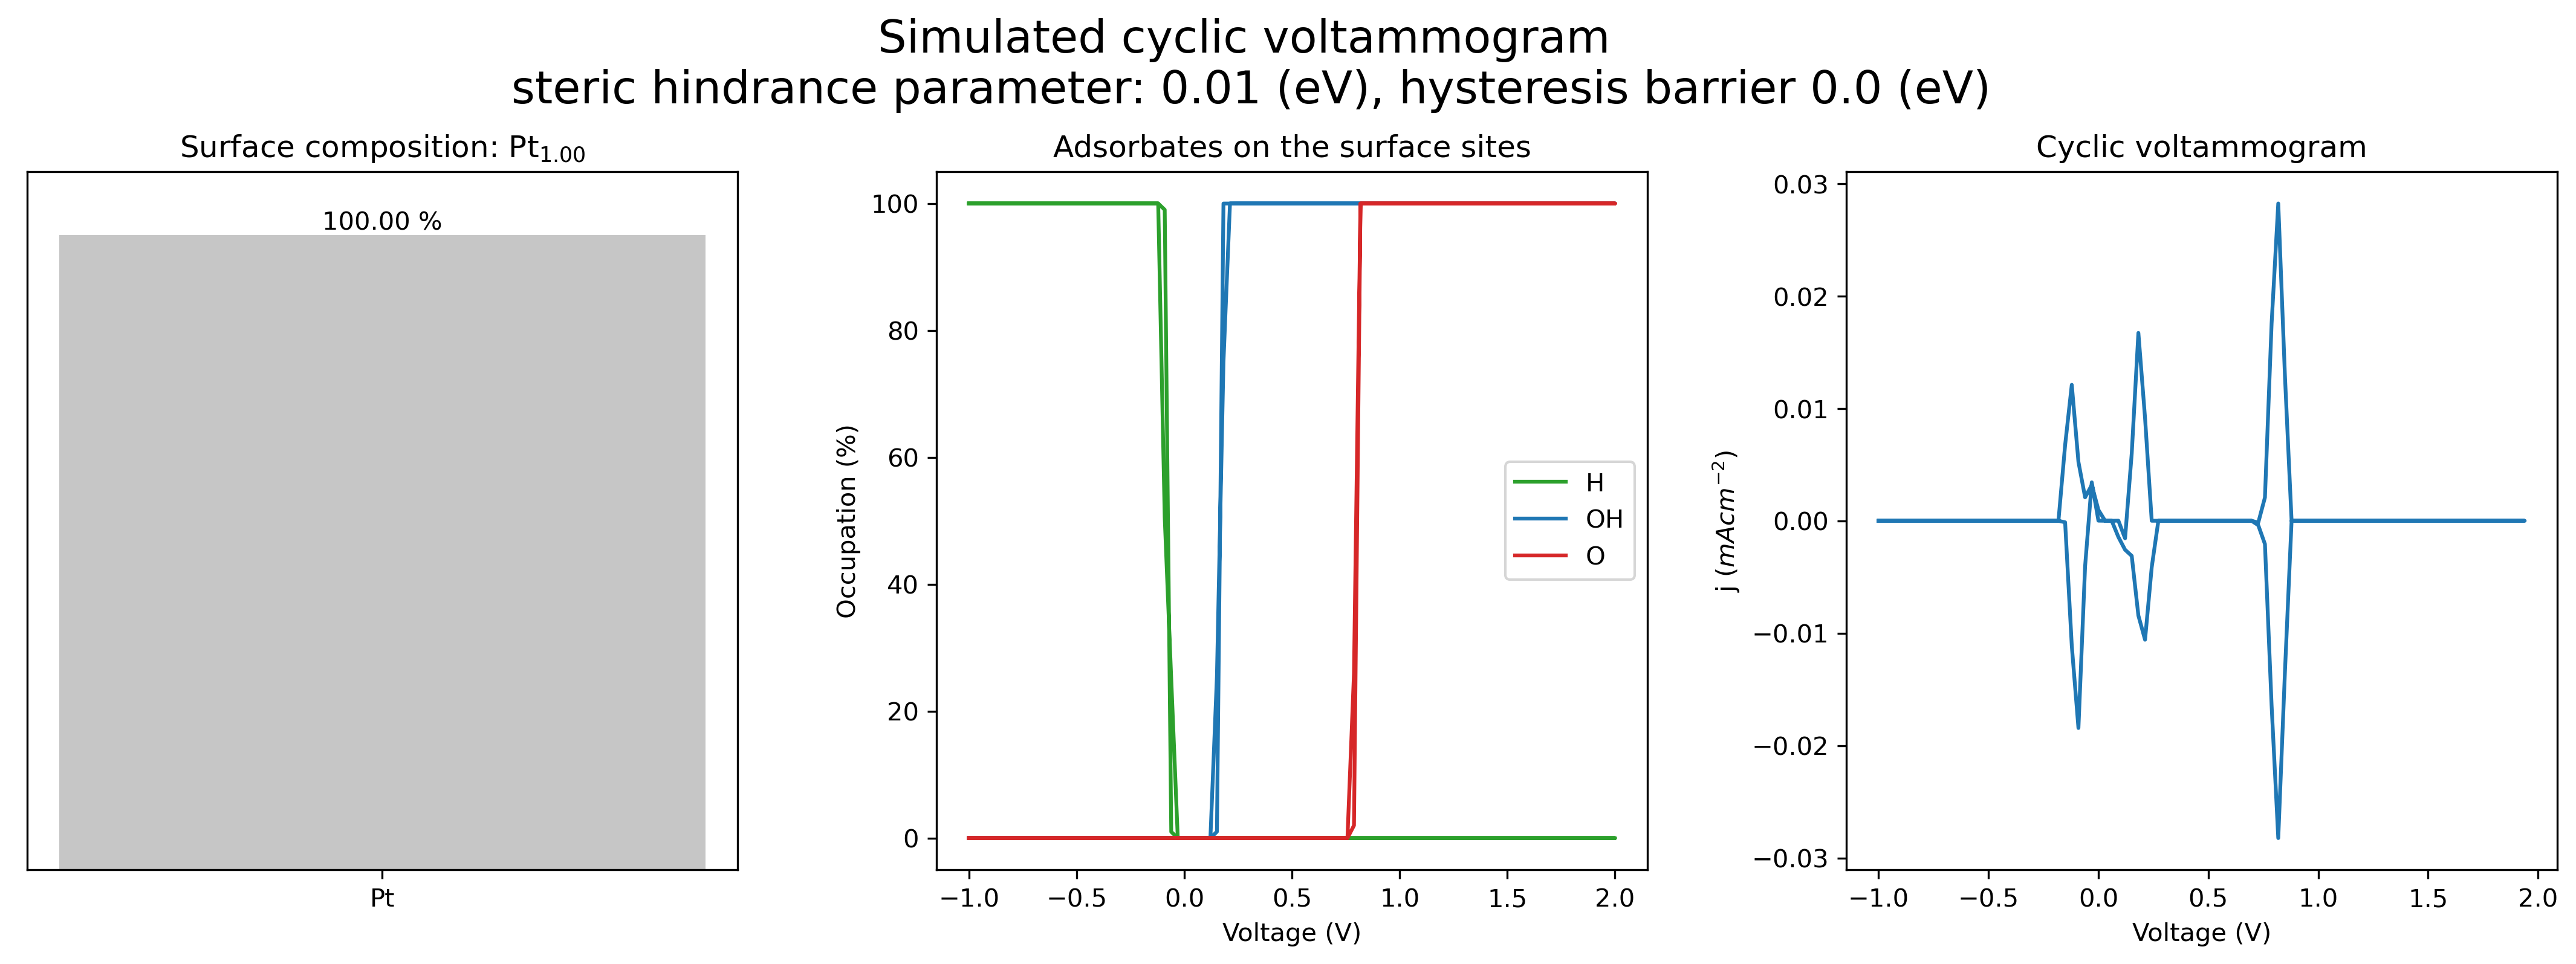 Simulated cyclic voltammogram
steric hindrance parameter: 0.01 (eV), hysteresis barrier 0.0 (eV)
Surface composition: Pt₁.₀₀
100.00 %
Pt
Adsorbates on the surface sites
Occupation (%)
100
80
60
40
20
0
H
OH
O
−1.0 −0.5 0.0 0.5 1.0 1.5 2.0
Voltage (V)
Cyclic voltammogram
j (mAcm⁻²)
0.03
0.02
0.01
0.00
−0.01
−0.02
−0.03
−1.0 −0.5 0.0 0.5 1.0 1.5 2.0
Voltage (V)